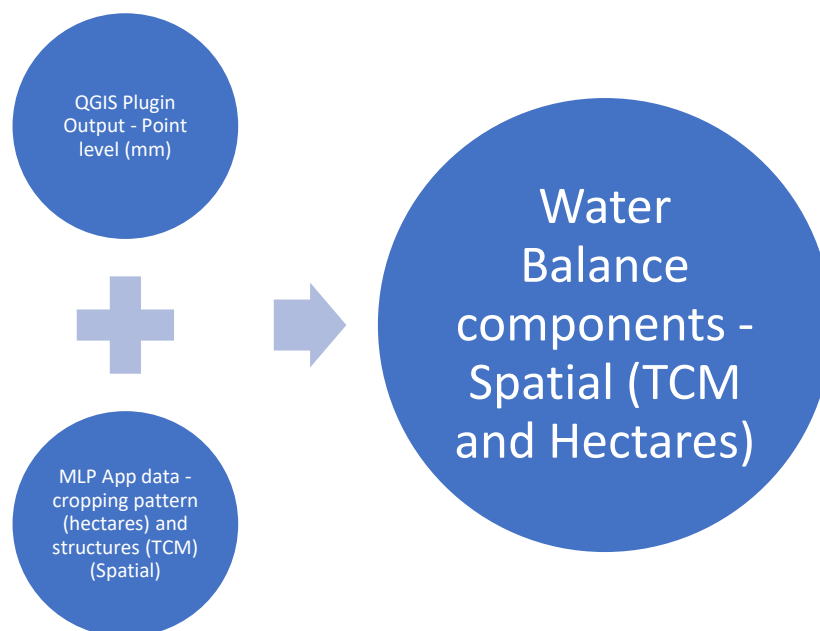 QGIS Plugin
Output - Point
level (mm)
MLP App data -
cropping pattern
(hectares) and
structures (TCM)
(Spatial)
Water
Balance
components -
Spatial (TCM
and Hectares)